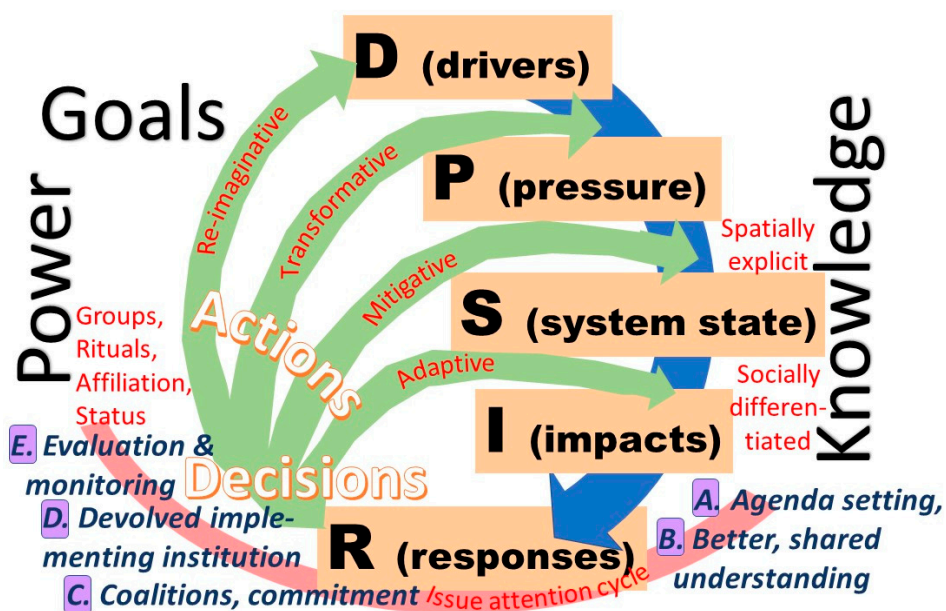 D (drivers)
Goals
Power
Knowledge
Re-imaginative
Transformative
P (pressure)
Mitigative
Spatially
explicit
S (system state)
Groups,
Rituals,
Affiliation,
Status
Actions
Adaptive
Socially
differen-
tiated
I (impacts)
Decisions
E. Evaluation &
monitoring
D. Devolved imple-
menting institution
C. Coalitions, commitment
R (responses)
Issue attention cycle
A. Agenda setting,
B. Better, shared
understanding